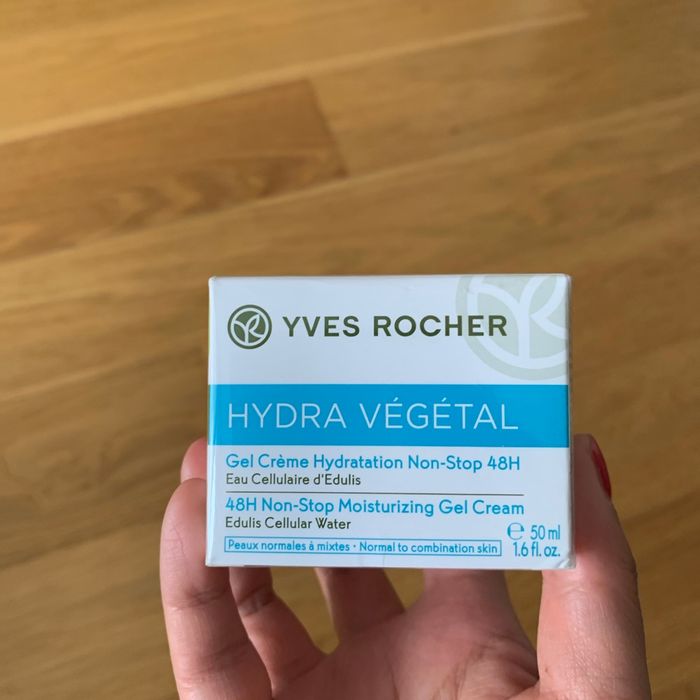 YVES ROCHER
HYDRA VÉGÉTAL
Gel Crème Hydratation Non-Stop 48H
Eau Cellulaire d'Edulis
48H Non-Stop Moisturizing Gel Cream
Edulis Cellular Water
Peaux normales à mixtes · Normal to combination skin
℮ 50 ml
1.6 fl. oz.